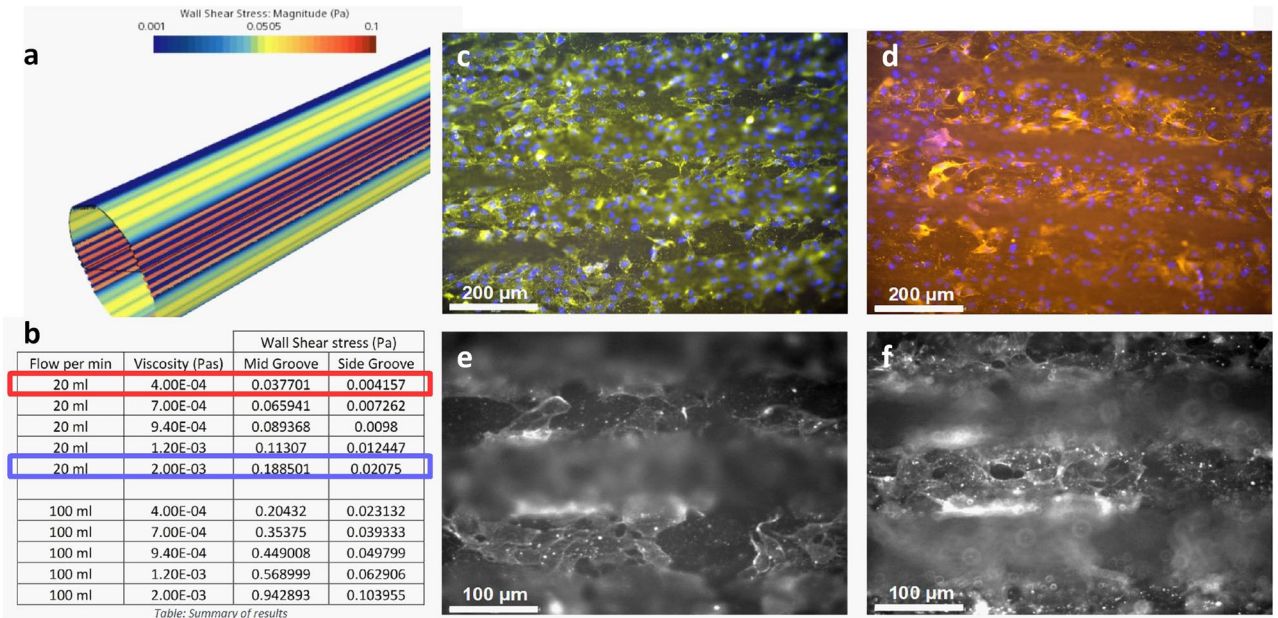 Wall Shear Stress: Magnitude (Pa)
0.001 0.0505 0.1
a
c
d
200 µm
200 µm
b
Wall Shear stress (Pa)
Flow per min Viscosity (Pas) Mid Groove Side Groove
20 ml 4.00E-04 0.037701 0.004157
20 ml 7.00E-04 0.065941 0.007262
20 ml 9.40E-04 0.089368 0.0098
20 ml 1.20E-03 0.11307 0.012447
20 ml 2.00E-03 0.188501 0.02075
100 ml 4.00E-04 0.20432 0.023132
100 ml 7.00E-04 0.35375 0.039333
100 ml 9.40E-04 0.449008 0.049799
100 ml 1.20E-03 0.568999 0.062906
100 ml 2.00E-03 0.942893 0.103955
Table: Summary of results
e
f
100 µm
100 µm